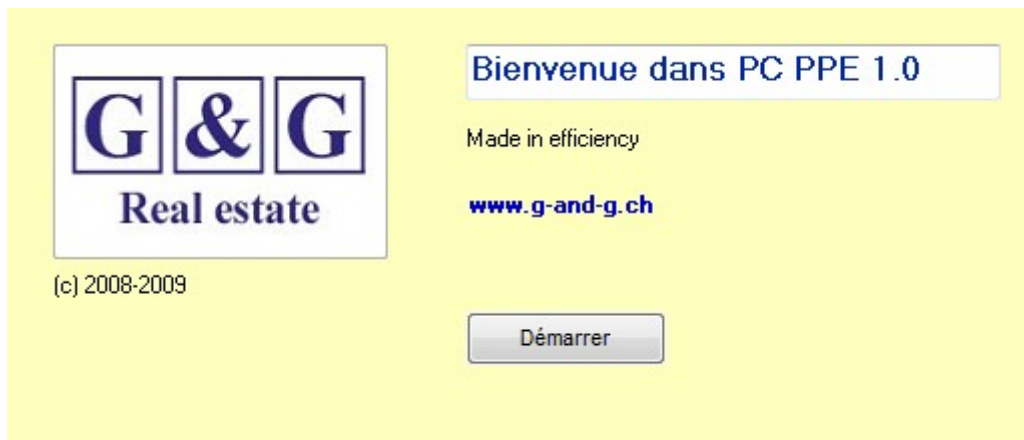 G&G
Real estate
(c) 2008-2009
Bienvenue dans PC PPE 1.0
Made in efficiency
www.g-and-g.ch
Démarrer